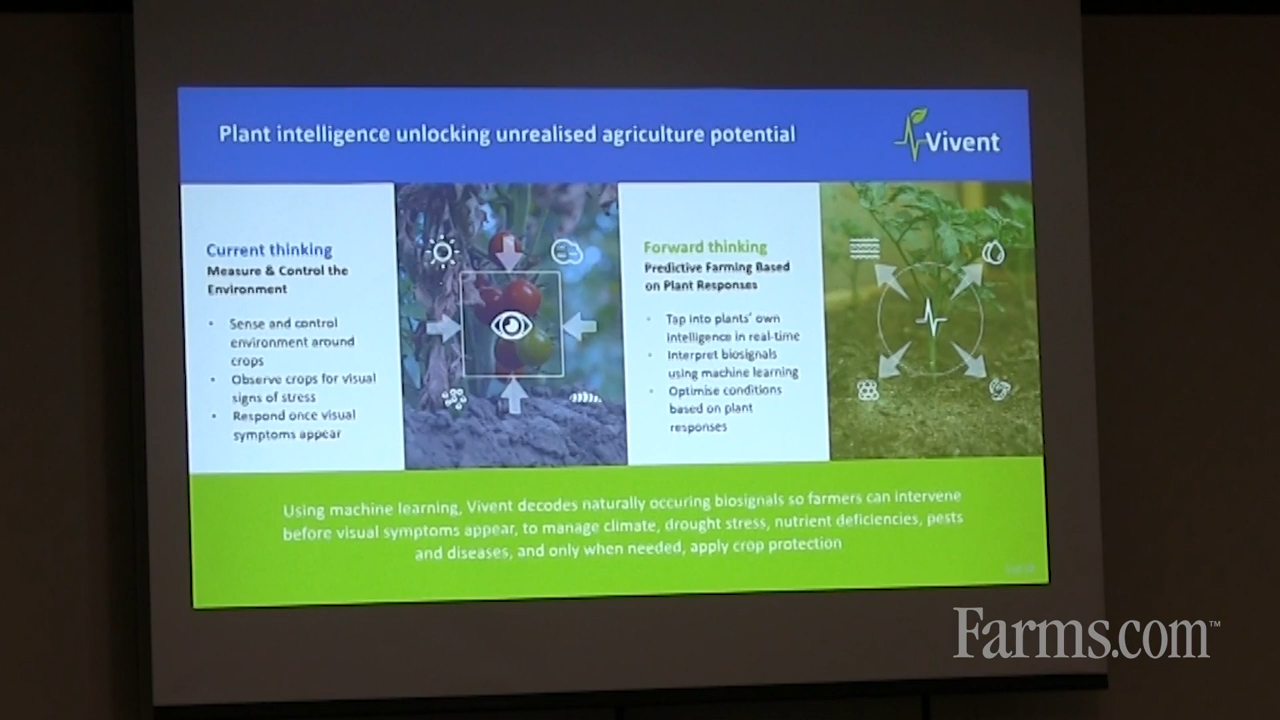 Plant intelligence unlocking unrealised agriculture potential
Vivent
Current thinking
Measure & Control the
Environment
• Sense and control
environment around
crops
• Observe crops for visual
signs of stress
• Respond once visual
symptoms appear
Forward thinking
Predictive Farming Based
on Plant Responses
• Tap into plants' own
intelligence in real-time
• Interpret biosignals
using machine learning
• Optimise conditions
based on plant
responses
Using machine learning, Vivent decodes naturally occuring biosignals so farmers can intervene
before visual symptoms appear, to manage climate, drought stress, nutrient deficiencies, pests
and diseases, and only when needed, apply crop protection
Farms.com™